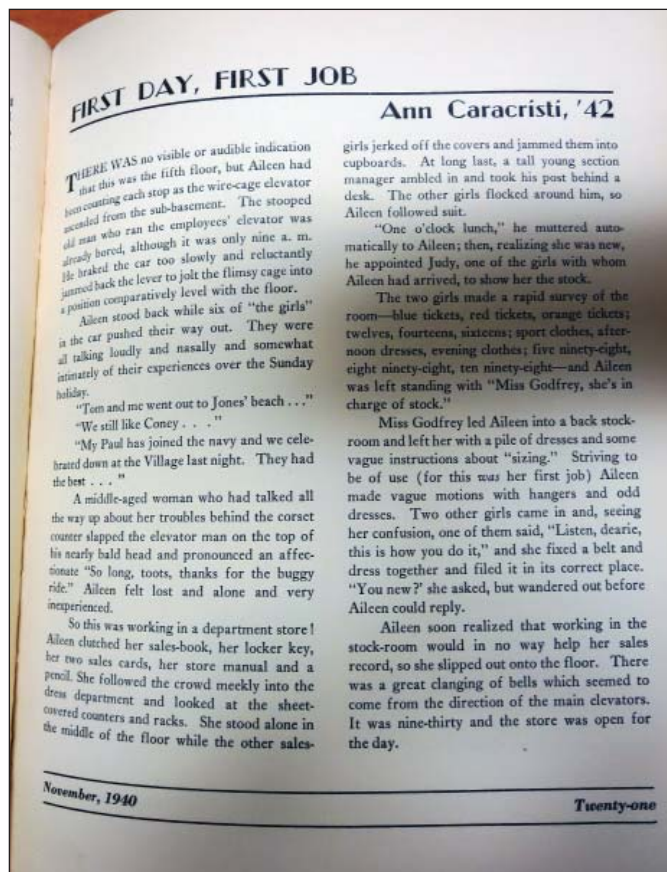 FIRST DAY, FIRST JOB
Ann Caracristi, '42
THERE WAS no visible or audible indication
that this was the fifth floor, but Aileen had
been counting each stop as the wire-cage elevator
ascended from the sub-basement. The stooped
old man who ran the employees' elevator was
already bored, although it was only nine a. m.
He braked the car too slowly and reluctantly
jammed back the lever to jolt the flimsy cage into
a position comparatively level with the floor.
Aileen stood back while six of "the girls"
in the car pushed their way out. They were
all talking loudly and nasally and somewhat
intimately of their experiences over the Sunday
holiday.
"Tom and me went out to Jones' beach . . ."
"We still like Coney . . . "
"My Paul has joined the navy and we cele-
brated down at the Village last night. They had
the best . . . "
A middle-aged woman who had talked all
the way up about her troubles behind the corset
counter slapped the elevator man on the top of
his nearly bald head and pronounced an affec-
tionate "So long, toots, thanks for the buggy
ride." Aileen felt lost and alone and very
inexperienced.
So this was working in a department store!
Aileen clutched her sales-book, her locker key,
her two sales cards, her store manual and a
pencil. She followed the crowd meekly into the
dress department and looked at the sheet-
covered counters and racks. She stood alone in
the middle of the floor while the other sales-
girls jerked off the covers and jammed them into
cupboards. At long last, a tall young section
manager ambled in and took his post behind a
desk. The other girls flocked around him, so
Aileen followed suit.
"One o'clock lunch," he muttered auto-
matically to Aileen; then, realizing she was new,
he appointed Judy, one of the girls with whom
Aileen had arrived, to show her the stock.
The two girls made a rapid survey of the
room—blue tickets, red tickets, orange tickets;
twelves, fourteens, sixteens; sport clothes, after-
noon dresses, evening clothes; five ninety-eight,
eight ninety-eight, ten ninety-eight—and Aileen
was left standing with "Miss Godfrey, she's in
charge of stock."
Miss Godfrey led Aileen into a back stock-
room and left her with a pile of dresses and some
vague instructions about "sizing." Striving to
be of use (for this was her first job) Aileen
made vague motions with hangers and odd
dresses. Two other girls came in and, seeing
her confusion, one of them said, "Listen, dearie,
this is how you do it," and she fixed a belt and
dress together and filed it in its correct place.
"You new?' she asked, but wandered out before
Aileen could reply.
Aileen soon realized that working in the
stock-room would in no way help her sales
record, so she slipped out onto the floor. There
was a great clanging of bells which seemed to
come from the direction of the main elevators.
It was nine-thirty and the store was open for
the day.
November, 1940
Twenty-one